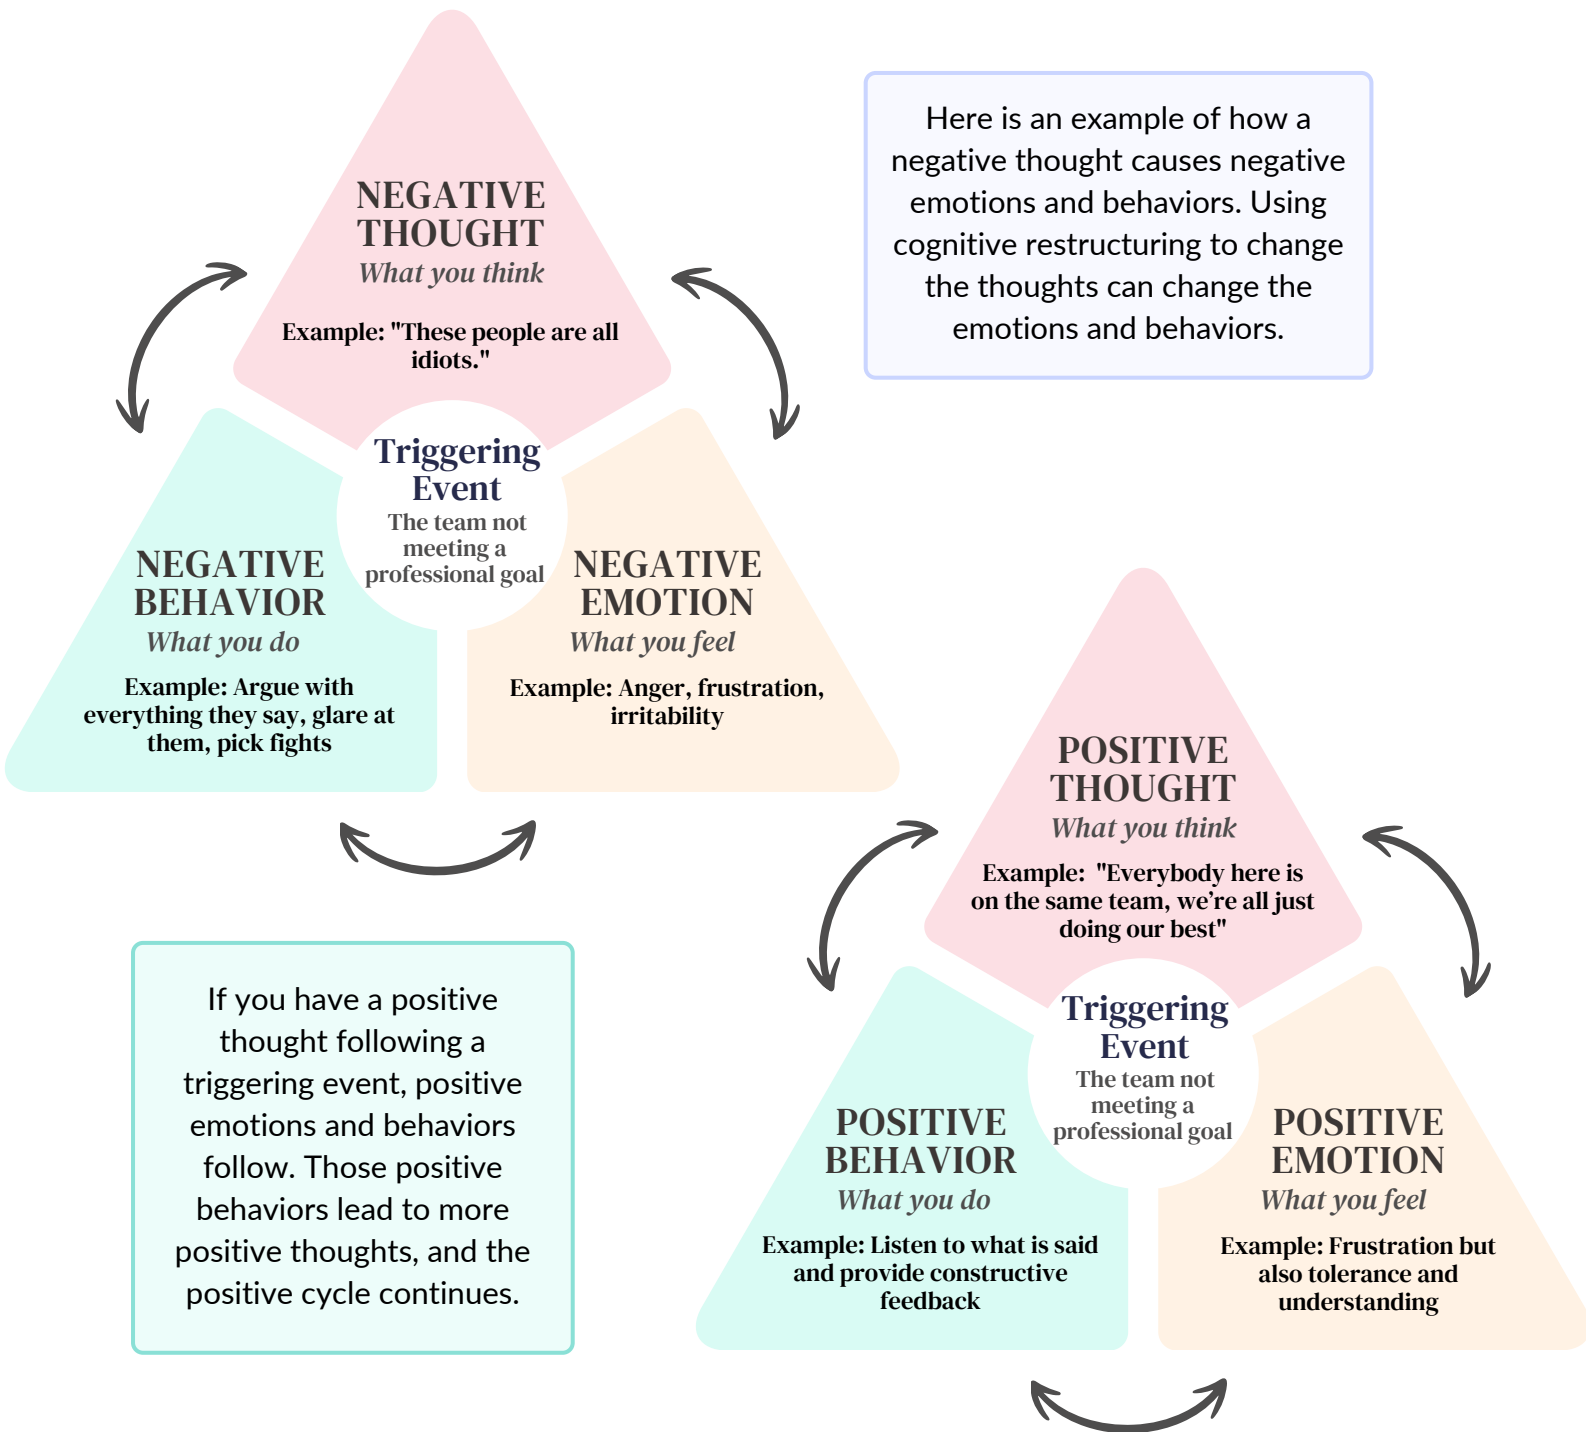 NEGATIVE
THOUGHT
What you think
Example: "These people are all
idiots."
Here is an example of how a
negative thought causes negative
emotions and behaviors. Using
cognitive restructuring to change
the thoughts can change the
emotions and behaviors.
Triggering
Event
The team not
meeting a
professional goal
NEGATIVE
BEHAVIOR
What you do
Example: Argue with
everything they say, glare at
them, pick fights
NEGATIVE
EMOTION
What you feel
Example: Anger, frustration,
irritability
POSITIVE
THOUGHT
What you think
Example:  "Everybody here is
on the same team, we’re all just
doing our best"
If you have a positive
thought following a
triggering event, positive
emotions and behaviors
follow. Those positive
behaviors lead to more
positive thoughts, and the
positive cycle continues.
Triggering
Event
The team not
meeting a
professional goal
POSITIVE
BEHAVIOR
What you do
Example: Listen to what is said
and provide constructive
feedback
POSITIVE
EMOTION
What you feel
Example: Frustration but
also tolerance and
understanding